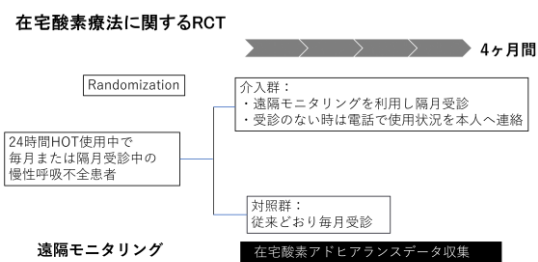 在宅酸素療法に関するRCT
4ヶ月間
Randomization
介入群：
・遠隔モニタリングを利用し隔月受診
・受診のない時は電話で使用状況を本人へ連絡
24時間HOT使用中で
毎月または隔月受診中の
慢性呼吸不全患者
対照群：
従来どおり毎月受診
遠隔モニタリング
在宅酸素アドヒアランスデータ収集